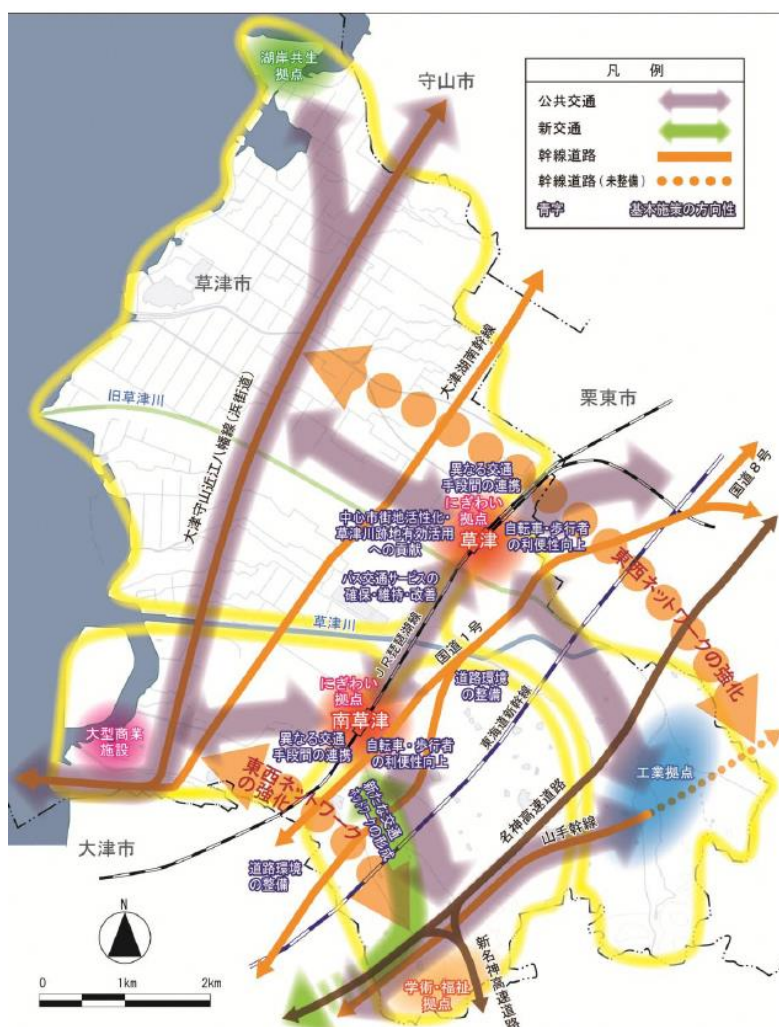 湖岸共生
拠点
守山市
凡　例
公共交通
新交通
幹線道路
幹線道路（未整備）
青字
基本施策の方向性
草津市
大津湖南幹線
栗東市
旧草津川
大津守山近江八幡線（浜街道）
国道8号
異なる交通
手段間の連携
にぎわい
拠点
草津
中心市街地活性化・
草津川跡地有効活用
への貢献
自転車・歩行者
の利便性向上
バス交通サービスの
確保・維持・改善
東西ネットワークの強化
草津川
JR琵琶湖線
国道1号
道路環境
の整備
東海道新幹線
にぎわい
拠点
南草津
大型商業
施設
異なる交通
手段間の連携
自転車・歩行者
の利便性向上
工業拠点
東西ネットワーク
の強化
新たな交通
の形成
名神高速道路
山手幹線
大津市
道路環境
の整備
N
0
1km
2km
学術・福祉
拠点
新名神高速道路